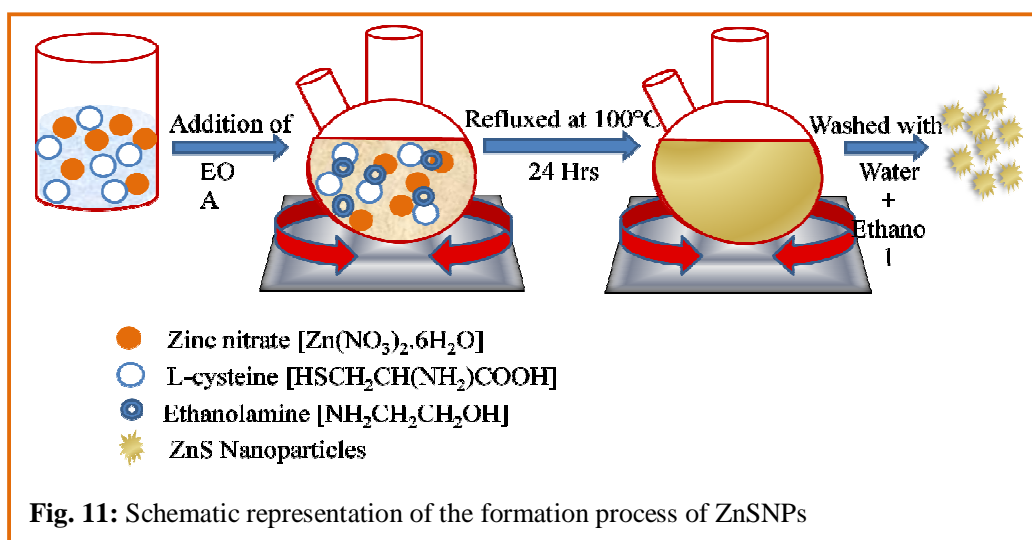 Addition of
EO
A
Refluxed at 100°C
24 Hrs
Washed with
Water
+
Ethano
l
Zinc nitrate [Zn(NO₃)₂.6H₂O]
L-cysteine [HSCH₂CH(NH₂)COOH]
Ethanolamine [NH₂CH₂CH₂OH]
ZnS Nanoparticles
Fig. 11: Schematic representation of the formation process of ZnSNPs